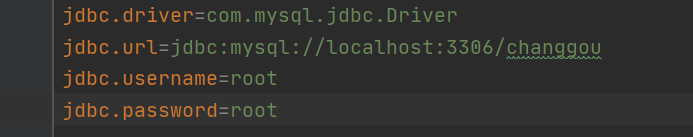 jdbc.driver=com.mysql.jdbc.Driver
jdbc.url=jdbc:mysql://localhost:3306/changgou
jdbc.username=root
jdbc.password=root